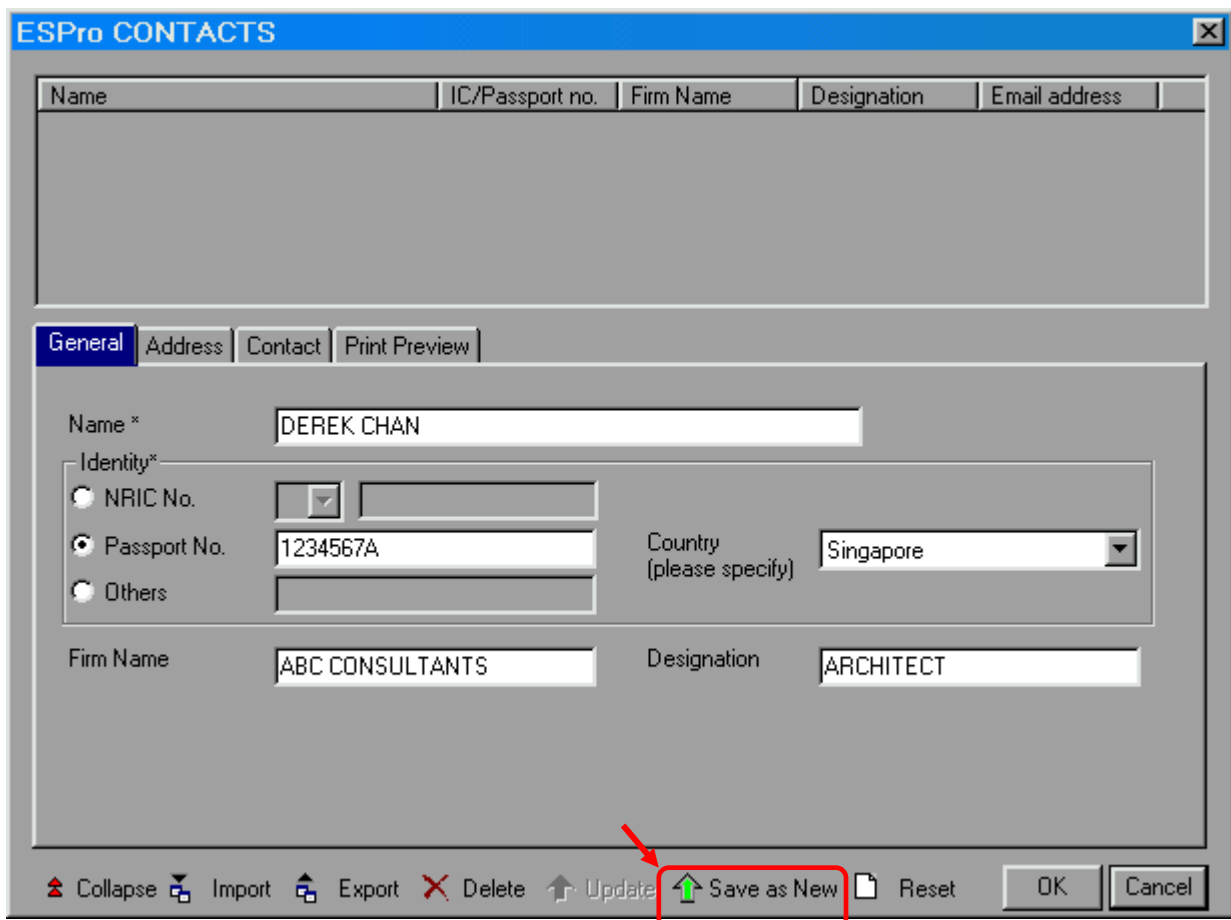 ESPro CONTACTS
Name IC/Passport no. Firm Name Designation Email address
General Address Contact Print Preview
Name * DEREK CHAN
Identity*
NRIC No.
Passport No. 1234567A Country (please specify) Singapore
Others
Firm Name ABC CONSULTANTS Designation ARCHITECT
Collapse Import Export Delete Update Save as New Reset OK Cancel